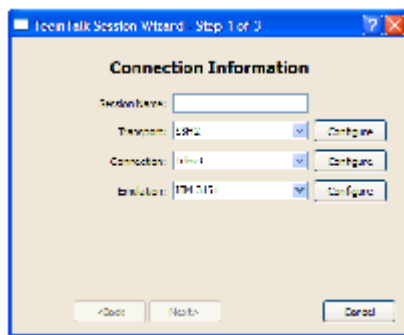 TeemTalk Session Wizard - Step 1 of 3
Connection Information
Session Name:
Transport: SSH2 Configure
Connection:
Emulation: Configure
<Back Next> Cancel